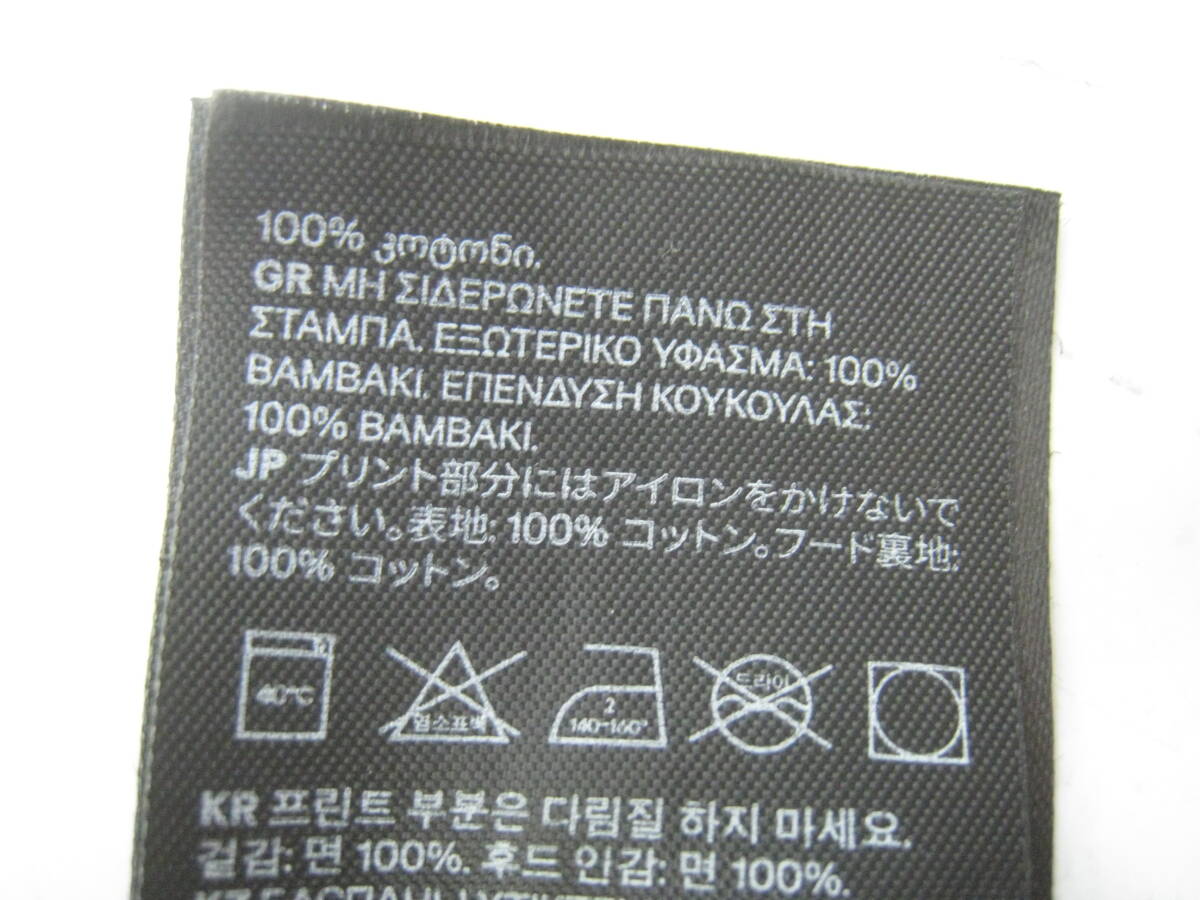 100% კოტონი.
GR ΜΗ ΣΙΔΕΡΩΝΕΤΕ ΠΑΝΩ ΣΤΗ
ΣΤΑΜΠΑ. ΕΞΩΤΕΡΙΚΟ ΥΦΑΣΜΑ: 100%
ΒΑΜΒΑΚΙ. ΕΠΕΝΔΥΣΗ ΚΟΥΚΟΥΛΑΣ:
100% ΒΑΜΒΑΚΙ.
JP プリント部分にはアイロンをかけないで
ください。表地: 100% コットン。フード裏地:
100% コットン。
40°C 염소표백 2 140-160° 드라이
KR 프린트 부분은 다림질 하지 마세요.
겉감: 면 100%. 후드 안감: 면 100%.
KZ